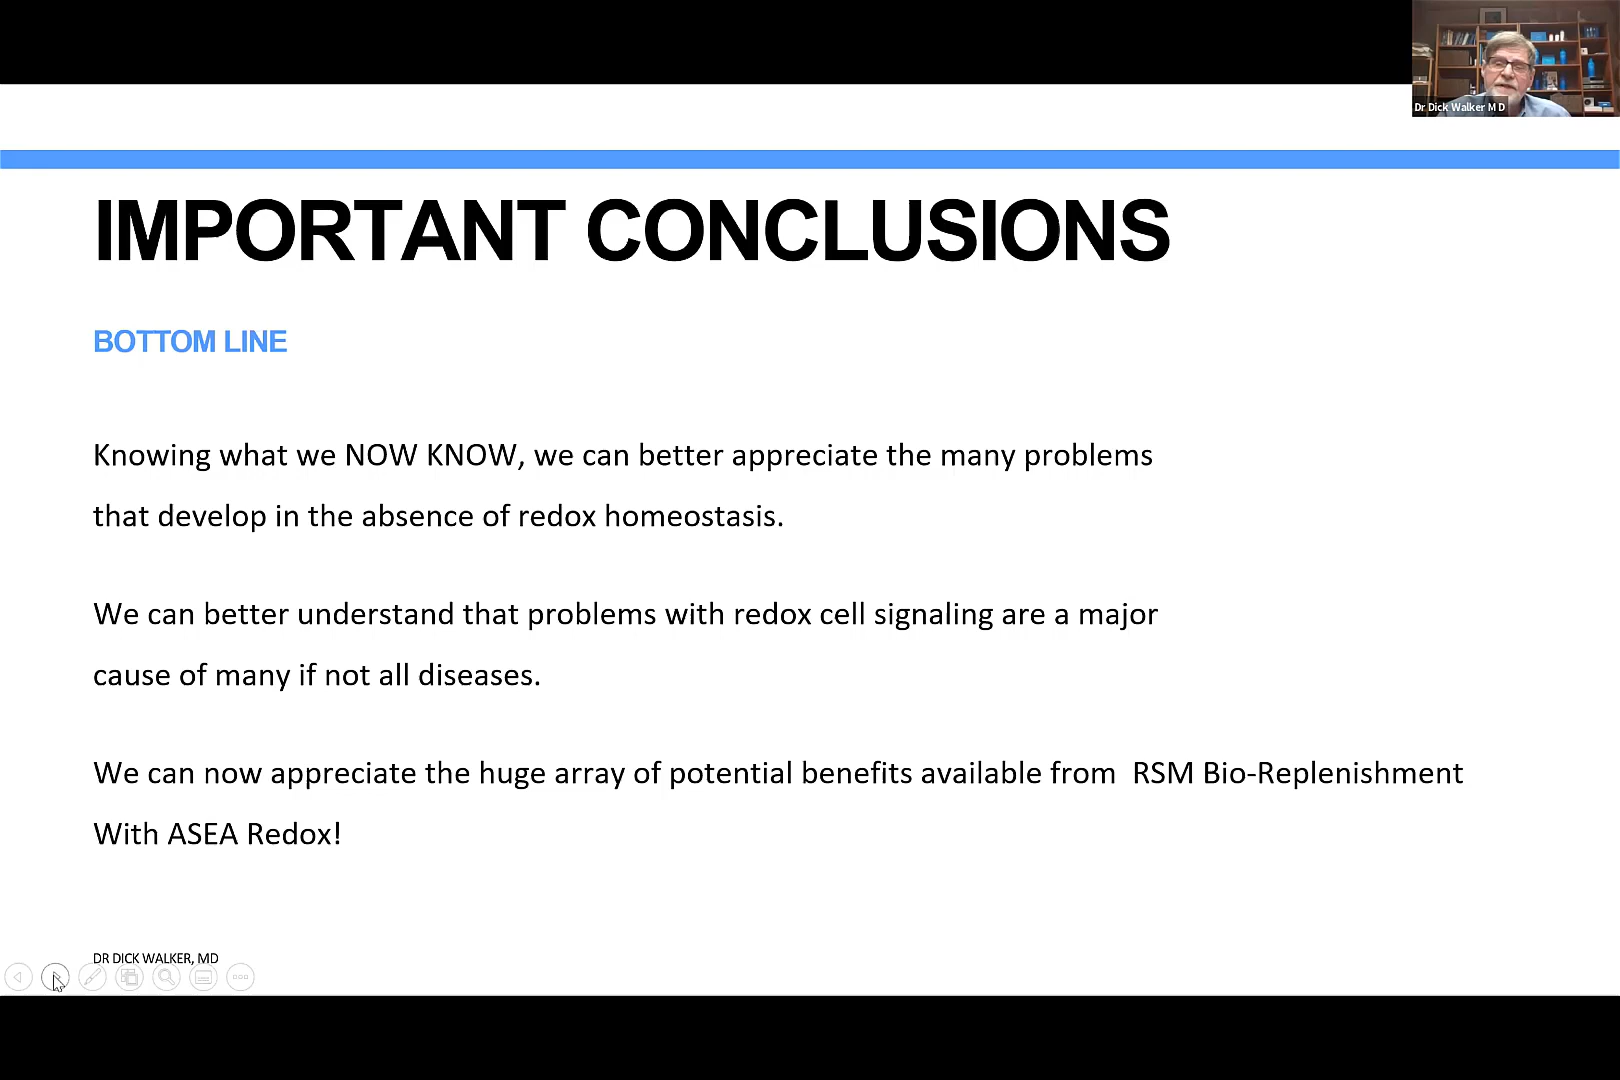 Dr Dick Walker M D
IMPORTANT CONCLUSIONS
BOTTOM LINE
Knowing what we NOW KNOW, we can better appreciate the many problems
that develop in the absence of redox homeostasis.
We can better understand that problems with redox cell signaling are a major
cause of many if not all diseases.
We can now appreciate the huge array of potential benefits available from  RSM Bio-Replenishment
With ASEA Redox!
DR DICK WALKER, MD